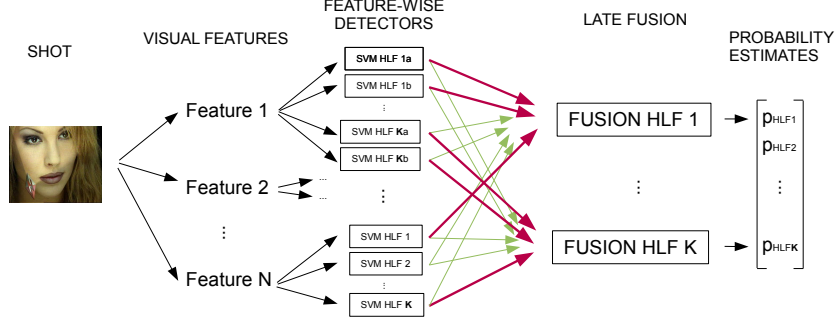 SHOT
VISUAL FEATURES
FEATURE-WISE
DETECTORS
LATE FUSION
PROBABILITY
ESTIMATES
Feature 1
Feature 2
...
Feature N
SVM HLF 1a
SVM HLF 1b
...
SVM HLF Ka
SVM HLF Kb
...
...
...
SVM HLF 1
SVM HLF 2
...
SVM HLF K
FUSION HLF 1
...
FUSION HLF K
pHLF1
pHLF2
...
pHLFK